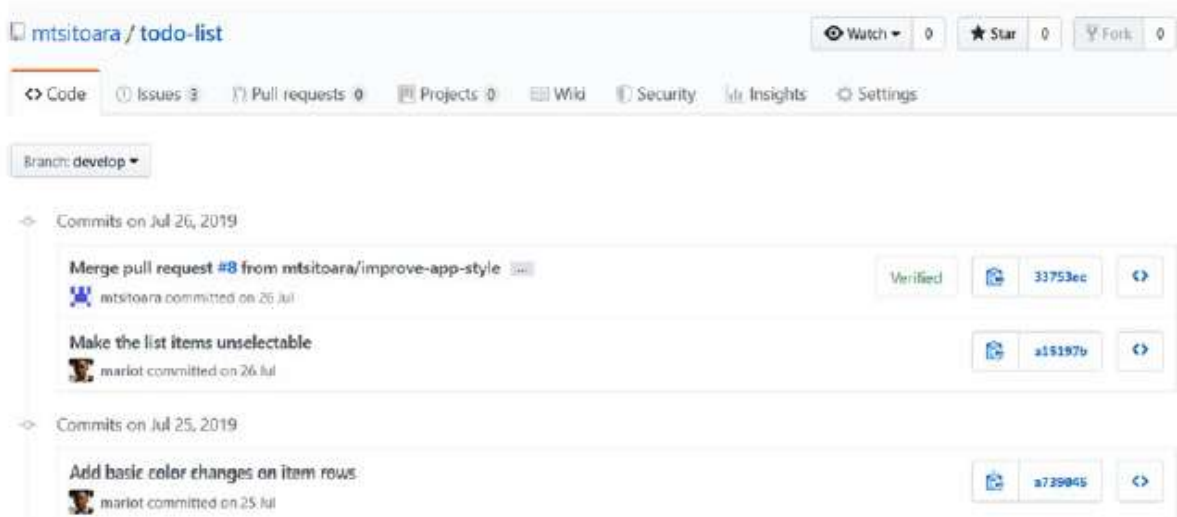 mtsitoara / todo-list
Watch 0 Star 0 Fork 0
Code Issues 3 Pull requests 0 Projects 0 Wiki Security Insights Settings
Branch: develop
Commits on Jul 26, 2019
Merge pull request #8 from mtsitoara/improve-app-style ...
Verified 33753ec
mtsitoara committed on 26 Jul
Make the list items unselectable
a15197b
mariot committed on 26 Jul
Commits on Jul 25, 2019
Add basic color changes on item rows
a739045
mariot committed on 25 Jul